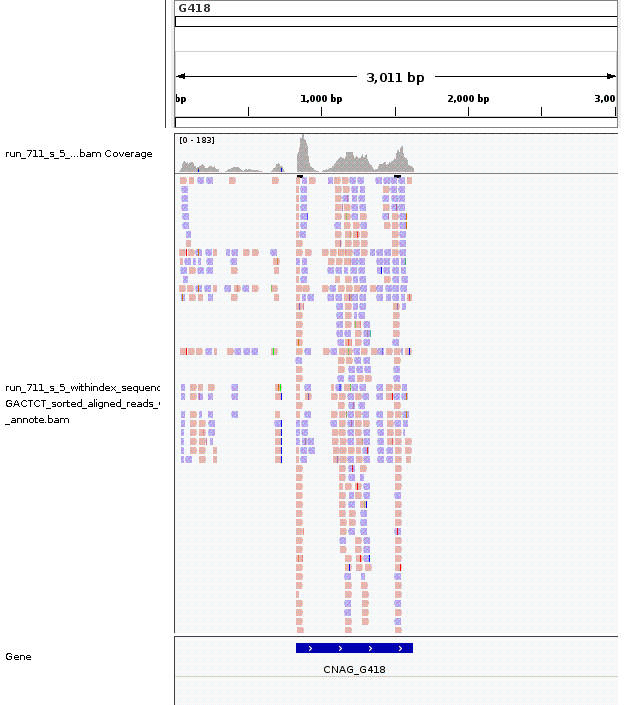 G418
3,011 bp
bp 1,000 bp 2,000 bp 3,00
[0 - 183]
run_711_s_5_...bam Coverage
run_711_s_5_withindex_sequenc
GACTCT_sorted_aligned_reads_
_annote.bam
Gene
CNAG_G418